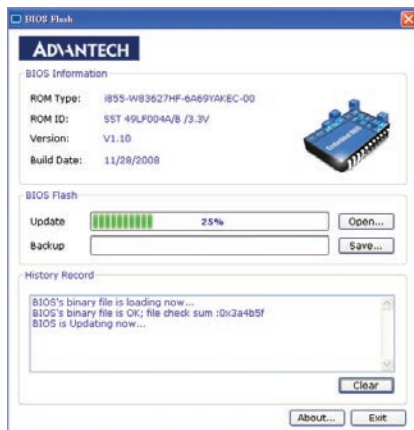 BIOS Flash
ADVANTECH
BIOS Information
ROM Type: i855-W83627HF-6A69YAKEC-00
ROM ID: SST 49LF004A/B /3.3V
Version: V1.10
Build Date: 11/28/2008
Embedded BIOS
BIOS Flash
Update 25% Open...
Backup Save...
History Record
BIOS's binary file is loading now...
BIOS's binary file is OK; file check sum :0x3a4b5f
BIOS is Updating now...
Clear
About... Exit